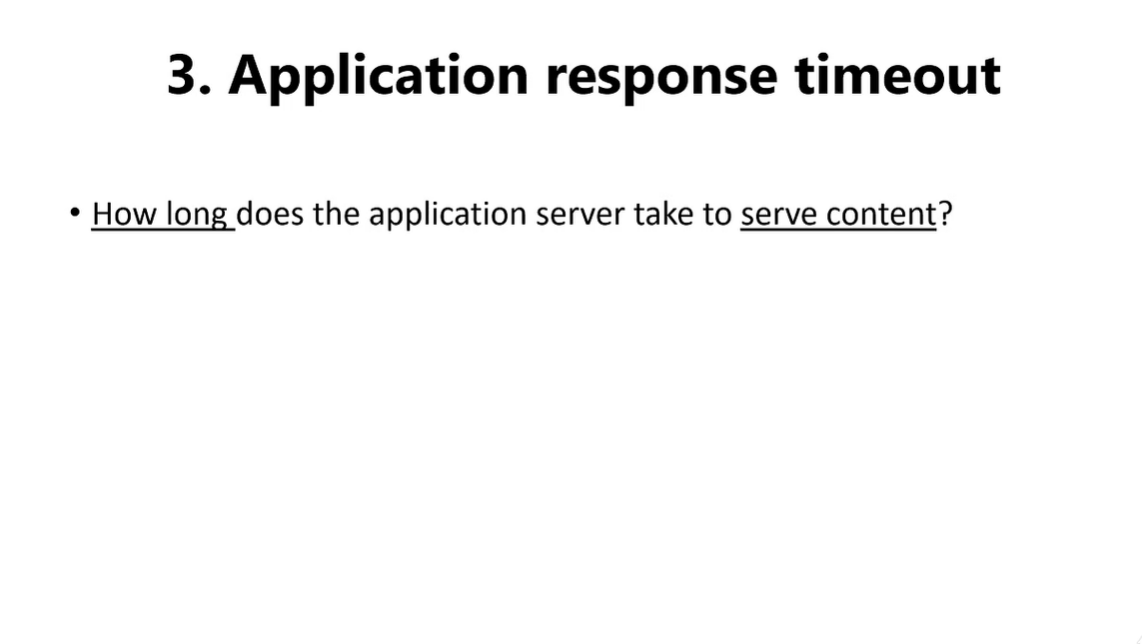 3. Application response timeout
• How long does the application server take to serve content?